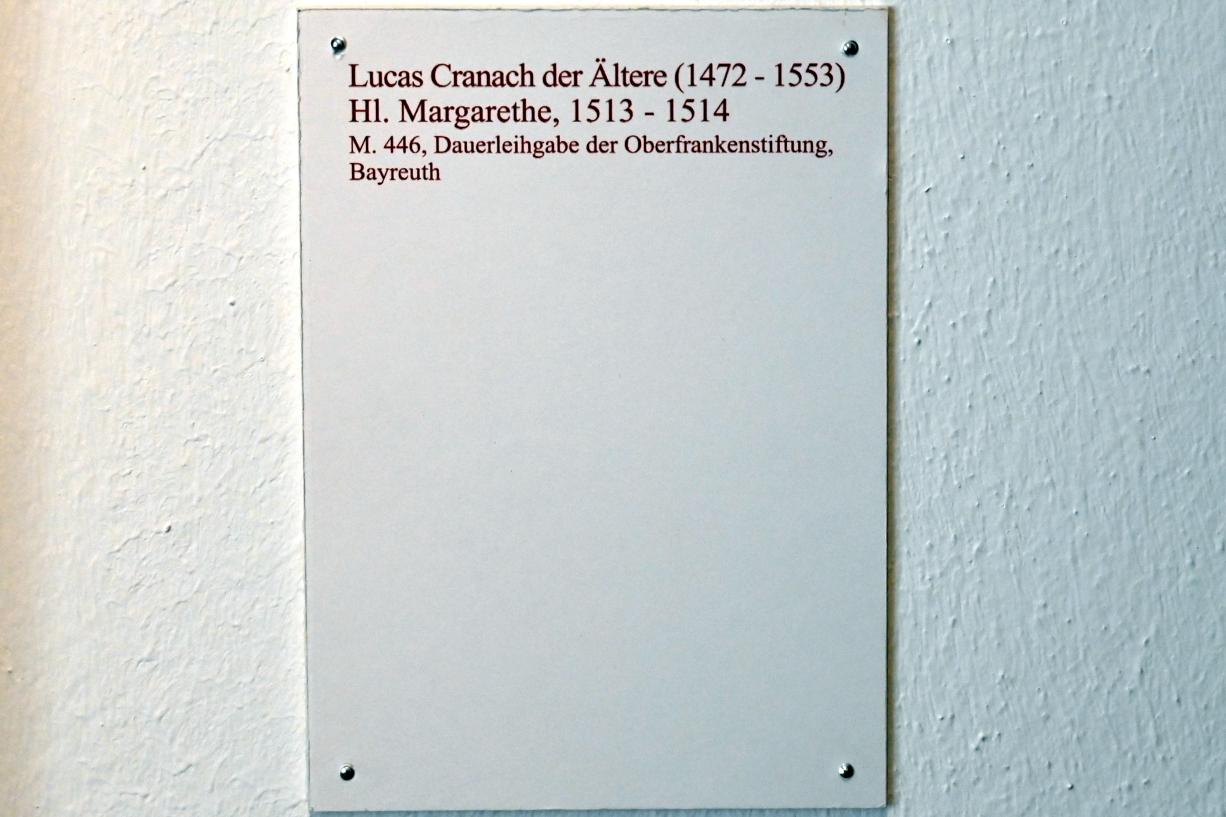 Lucas Cranach der Ältere (1472 - 1553)
Hl. Margarethe, 1513 - 1514
M. 446, Dauerleihgabe der Oberfrankenstiftung,
Bayreuth